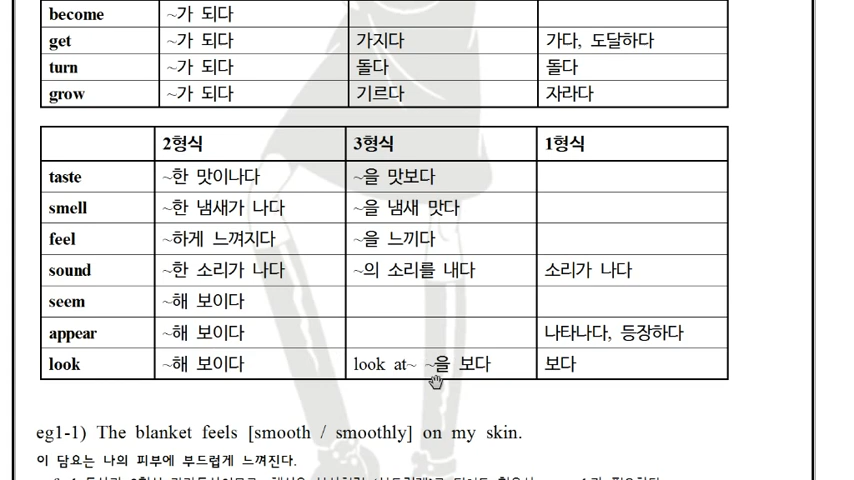 become ~가 되다
get ~가 되다 가지다 가다, 도달하다
turn ~가 되다 돌다 돌다
grow ~가 되다 기르다 자라다
2형식 3형식 1형식
taste ~한 맛이나다 ~을 맛보다
smell ~한 냄새가 나다 ~을 냄새 맞다
feel ~하게 느껴지다 ~을 느끼다
sound ~한 소리가 나다 ~의 소리를 내다 소리가 나다
seem ~해 보이다
appear ~해 보이다 나타나다, 등장하다
look ~해 보이다 look at~ ~을 보다 보다
eg1-1) The blanket feels [smooth / smoothly] on my skin.
이 담요는 나의 피부에 부드럽게 느껴진다.